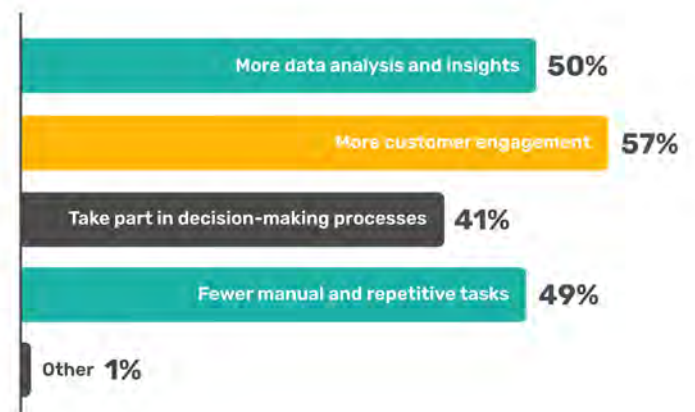 More data analysis and insights 50%
More customer engagement 57%
Take part in decision-making processes 41%
Fewer manual and repetitive tasks 49%
Other 1%